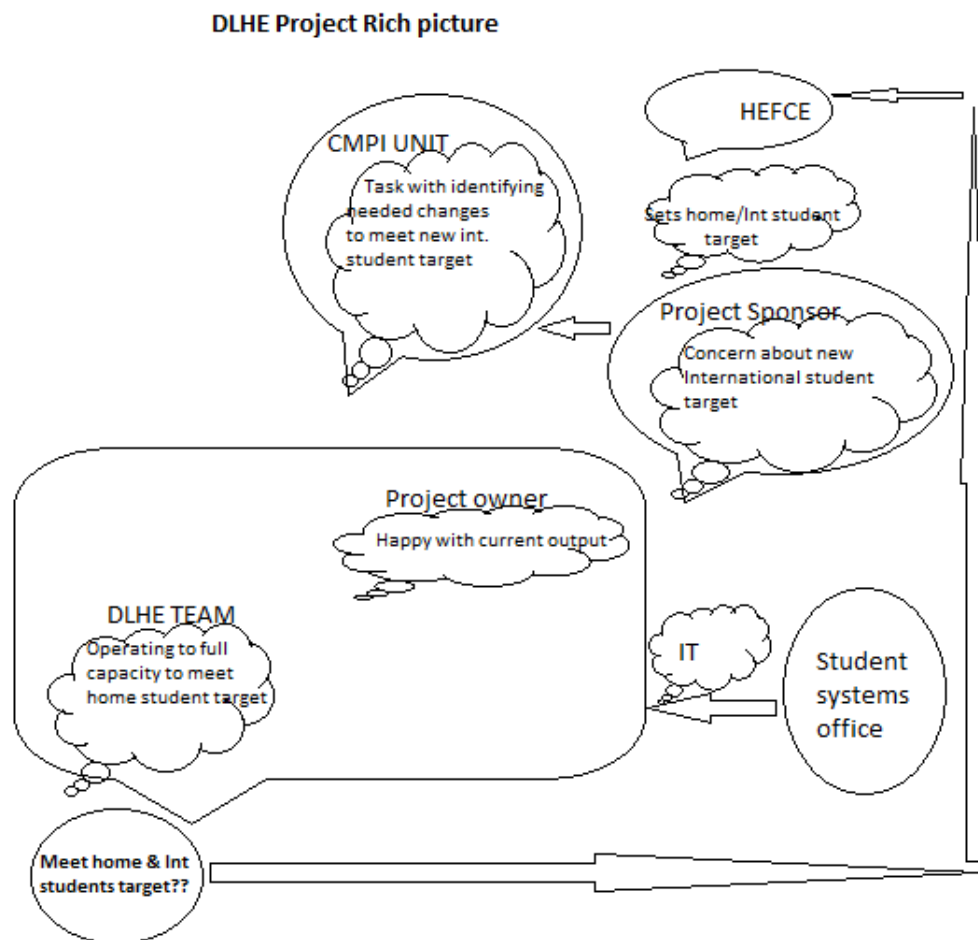 DLHE Project Rich picture
HEFCE
CMPI UNIT
Task with identifying
needed changes
to meet new int.
student target
Sets home/Int student
target
Project Sponsor
Concern about new
International student
target
Project owner
Happy with current output
DLHE TEAM
Operating to full
capacity to meet
home student target
IT
Student
systems
office
Meet home & Int
students target??